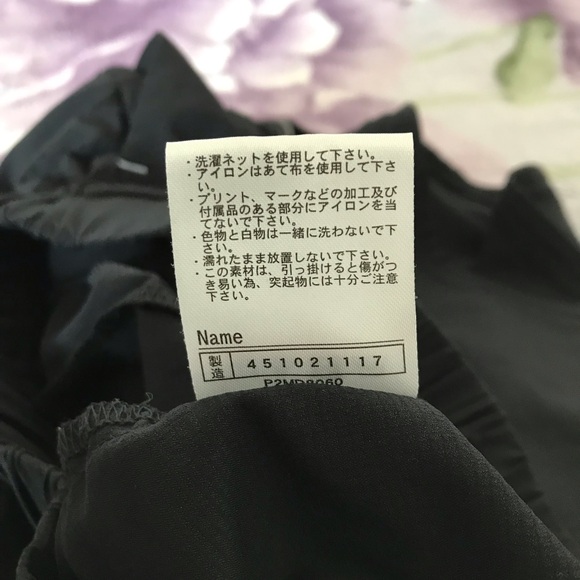 ・洗濯ネットを使用して下さい。
・アイロンはあて布を使用して下さ
い。
・プリント、マークなどの加工及び
付属品のある部分にアイロンを当
てないで下さい。
・色物と白物は一緒に洗わないで下
さい。
・濡れたまま放置しないで下さい。
・この素材は、引っ掛けると傷がつ
き易い為、突起物には十分ご注意
下さい。
Name
製造 451021117
P2MD8060